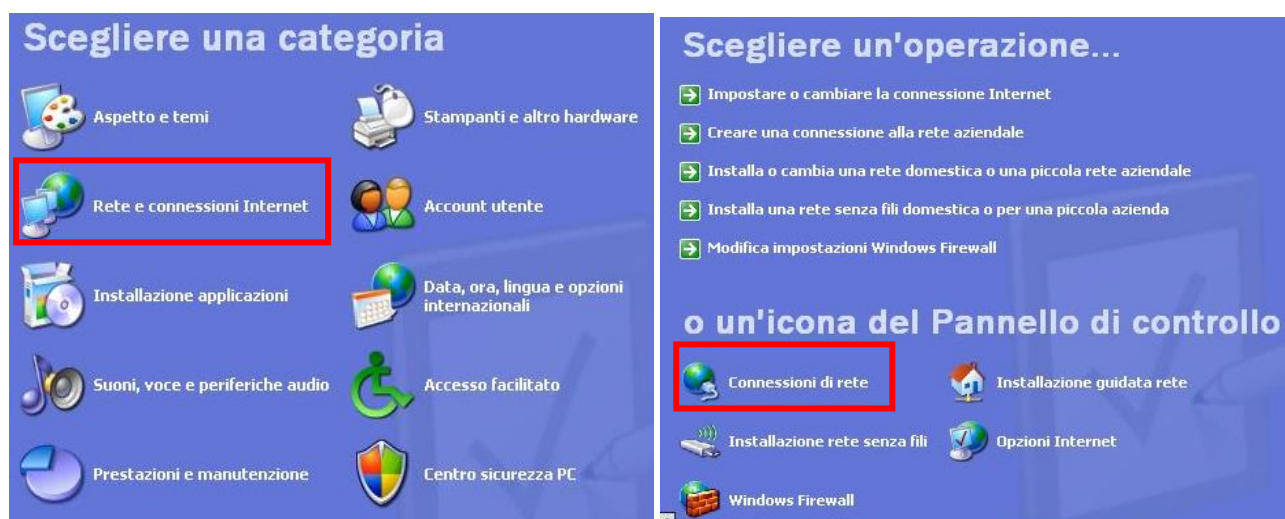 Scegliere una categoria
Aspetto e temi
Stampanti e altro hardware
Rete e connessioni Internet
Account utente
Installazione applicazioni
Data, ora, lingua e opzioni
internazionali
Suoni, voce e periferiche audio
Accesso facilitato
Prestazioni e manutenzione
Centro sicurezza PC
Scegliere un'operazione...
Impostare o cambiare la connessione Internet
Creare una connessione alla rete aziendale
Installa o cambia una rete domestica o una piccola rete aziendale
Installa una rete senza fili domestica o per una piccola azienda
Modifica impostazioni Windows Firewall
o un'icona del Pannello di controllo
Connessioni di rete
Installazione guidata rete
Installazione rete senza fili
Opzioni Internet
Windows Firewall